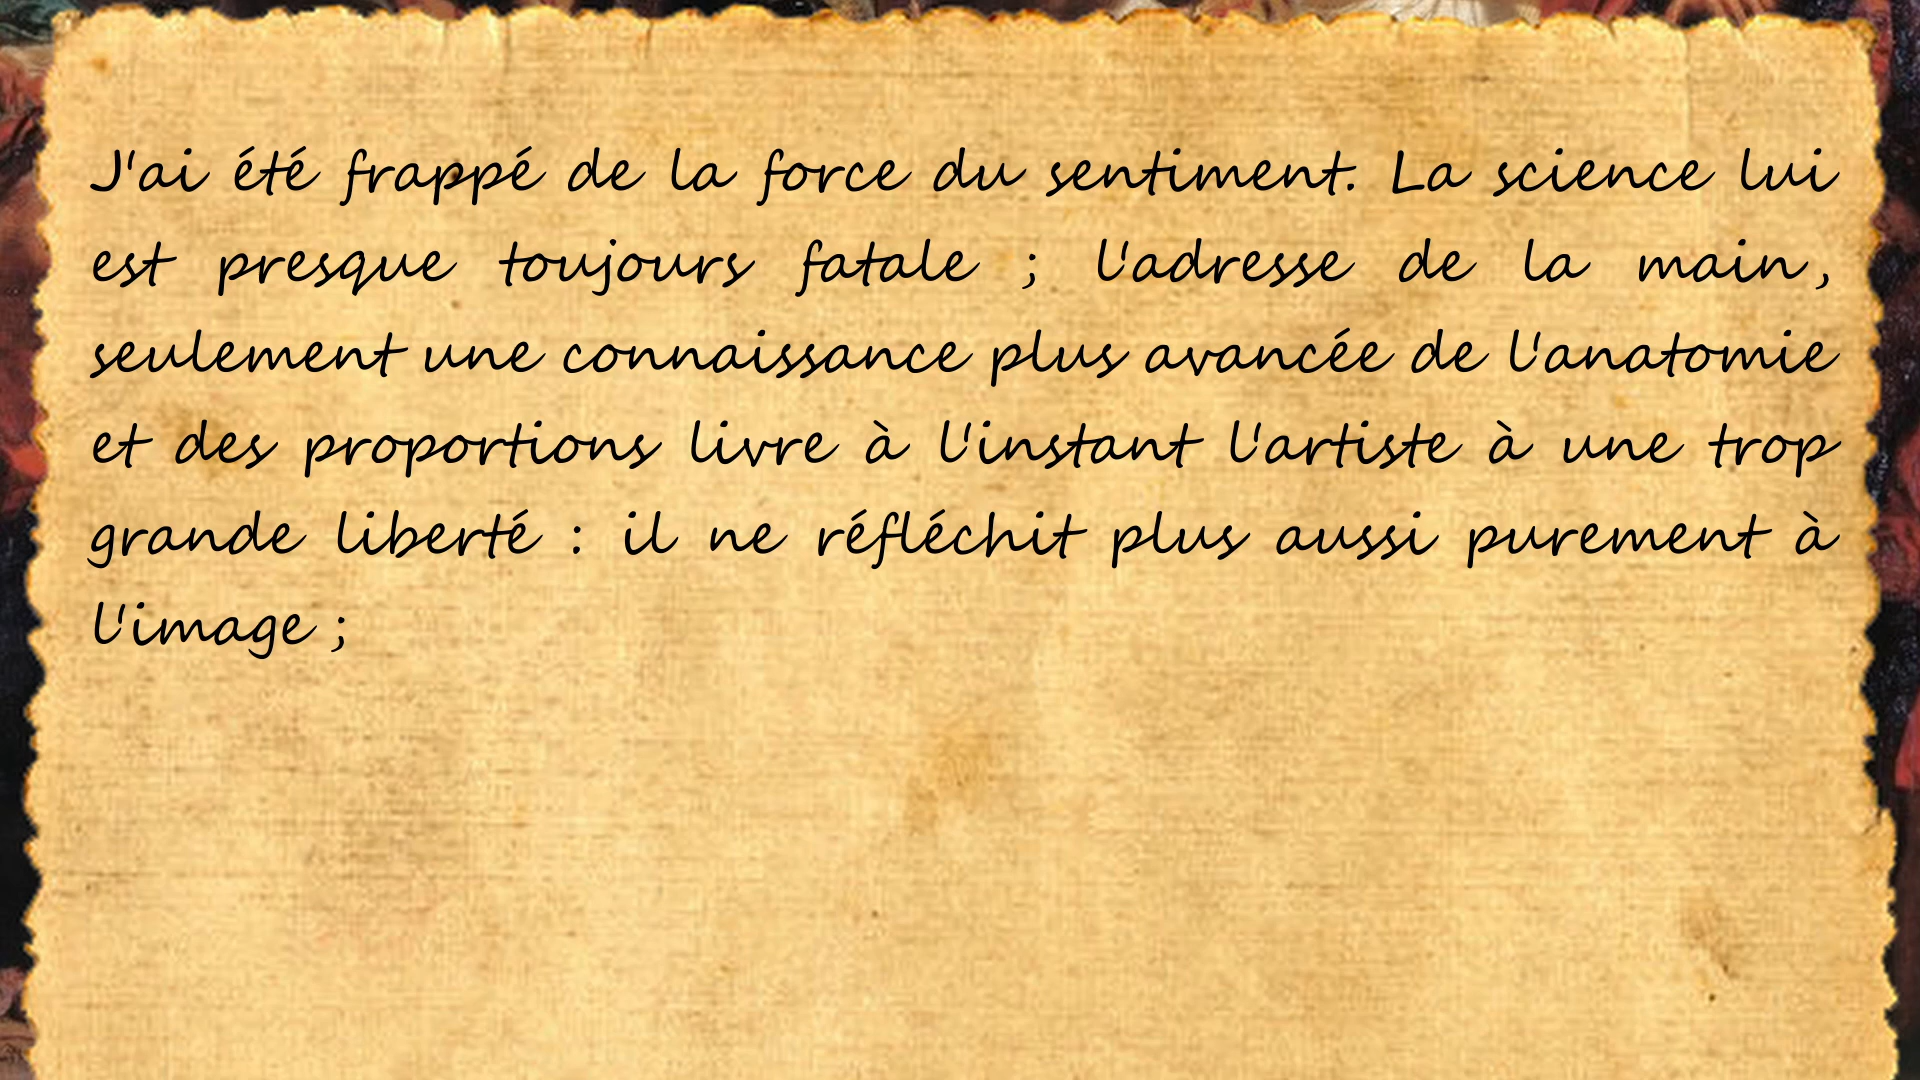 J'ai été frappé de la force du sentiment. La science lui
est presque toujours fatale ; l'adresse de la main,
seulement une connaissance plus avancée de l'anatomie
et des proportions livre à l'instant l'artiste à une trop
grande liberté : il ne réfléchit plus aussi purement à
l'image ;